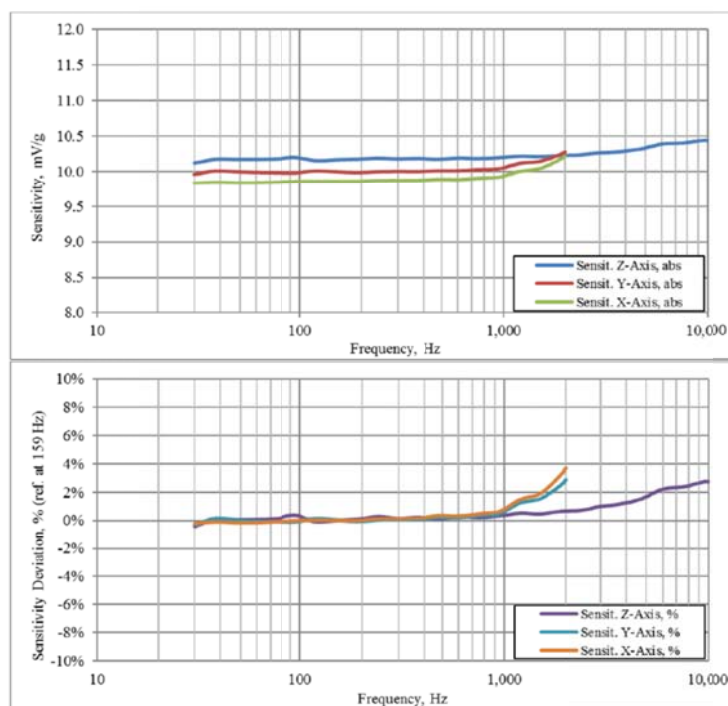 12.0
11.5
11.0
10.5
10.0
9.5
9.0
8.5
8.0
Sensitivity, mV/g
Sensit. Z-Axis, abs
Sensit. Y-Axis, abs
Sensit. X-Axis, abs
10
100
1,000
10,000
Frequency, Hz
10%
8%
6%
4%
2%
0%
-2%
-4%
-6%
-8%
-10%
Sensitivity Deviation, % (ref. at 159 Hz)
Sensit. Z-Axis, %
Sensit. Y-Axis, %
Sensit. X-Axis, %
10
100
1,000
10,000
Frequency, Hz